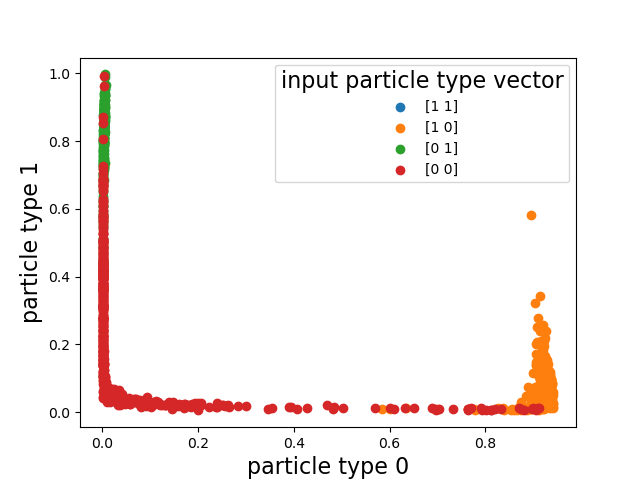 input particle type vector
[1 1]
[1 0]
[0 1]
[0 0]
1.0
0.8
0.6
0.4
0.2
0.0
particle type 1
0.0 0.2 0.4 0.6 0.8
particle type 0